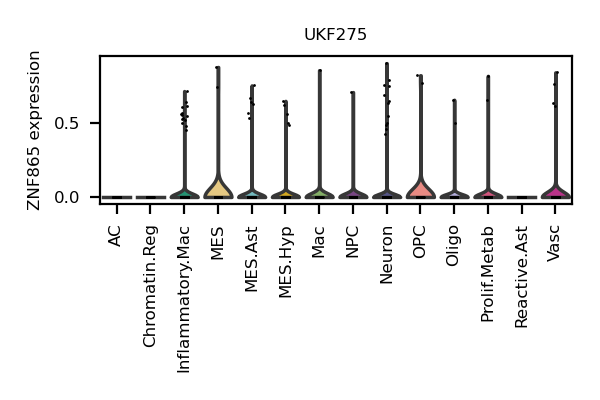 UKF275
ZNF865 expression
0.5
0.0
AC
Chromatin.Reg
Inflammatory.Mac
MES
MES.Ast
MES.Hyp
Mac
NPC
Neuron
OPC
Oligo
Prolif.Metab
Reactive.Ast
Vasc